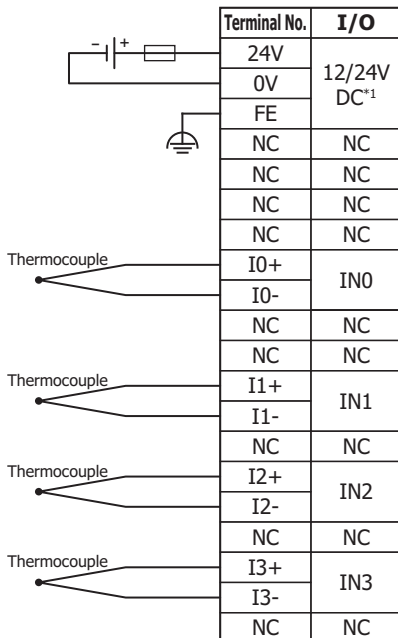 Terminal No. I/O
- + 24V
0V 12/24V DC*1
FE
NC NC
NC NC
NC NC
NC NC
Thermocouple I0+ IN0
I0-
NC NC
NC NC
Thermocouple I1+ IN1
I1-
NC NC
Thermocouple I2+ IN2
I2-
NC NC
Thermocouple I3+ IN3
I3-
NC NC